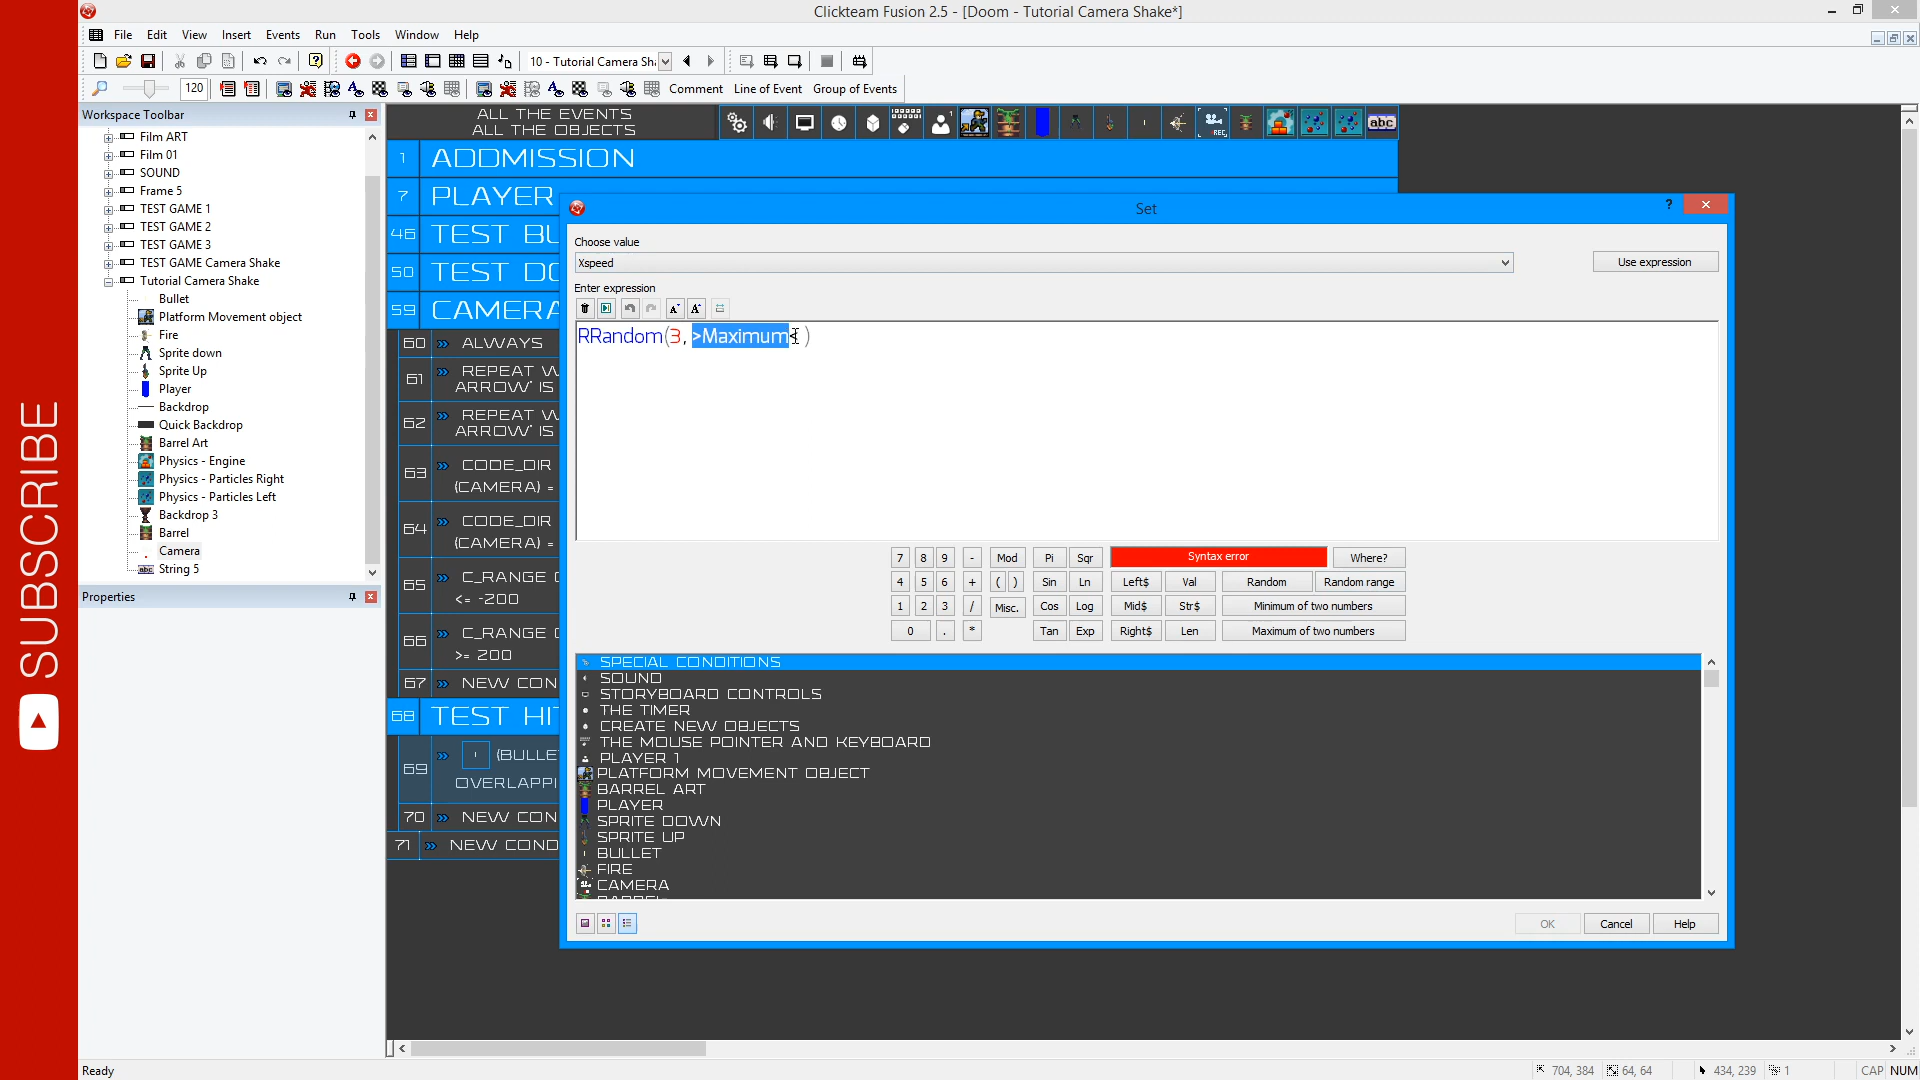 Clickteam Fusion 2.5 - [Doom - Tutorial Camera Shake*]
File Edit View Insert Events Run Tools Window Help
10 - Tutorial Camera Sh
120
Comment Line of Event Group of Events
Workspace Toolbar
Film ART
Film 01
SOUND
Frame 5
TEST GAME 1
TEST GAME 2
TEST GAME 3
TEST GAME Camera Shake
Tutorial Camera Shake
Bullet
Platform Movement object
Fire
Sprite down
Sprite Up
Player
Backdrop
Quick Backdrop
Barrel Art
Physics - Engine
Physics - Particles Right
Physics - Particles Left
Backdrop 3
Barrel
Camera
abc String 5
Properties
SUBSCRIBE
ALL THE EVENTS
ALL THE OBJECTS
REC
abc
1 ADDMISSION
7 PLAYER
46 TEST BU
50 TEST DO
59 CAMERA
60 ALWAYS
61 REPEAT W
ARROW" IS
62 REPEAT W
ARROW" IS
63 CODE_DIR
(CAMERA) =
64 CODE_DIR
(CAMERA) =
65 C_RANGE
<= -200
66 C_RANGE
>= 200
67 NEW CON
68 TEST HIT
69 (BULLE
OVERLAPPI
70 NEW CON
71 NEW COND
Set
?
Choose value
Xspeed
Use expression
Enter expression
RRandom(3, >Maximum< )
7 8 9 - Mod Pi Sqr Syntax error Where?
4 5 6 + ( ) Sin Ln Left$ Val Random Random range
1 2 3 / Misc. Cos Log Mid$ Str$ Minimum of two numbers
0 . * Tan Exp Right$ Len Maximum of two numbers
SPECIAL CONDITIONS
SOUND
STORYBOARD CONTROLS
THE TIMER
CREATE NEW OBJECTS
THE MOUSE POINTER AND KEYBOARD
PLAYER 1
PLATFORM MOVEMENT OBJECT
BARREL ART
PLAYER
SPRITE DOWN
SPRITE UP
BULLET
FIRE
CAMERA
BARREL
OK Cancel Help
Ready
704, 384 64, 64 434, 239 1 CAP NUM